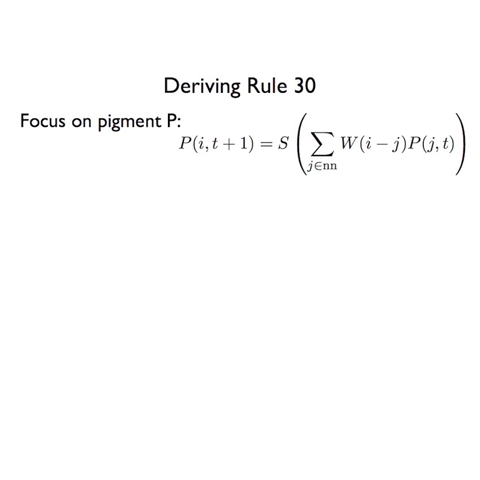 Deriving Rule 30
Focus on pigment P:
P(i, t + 1) = S ( ∑_{j∈nn} W(i − j)P(j, t) )